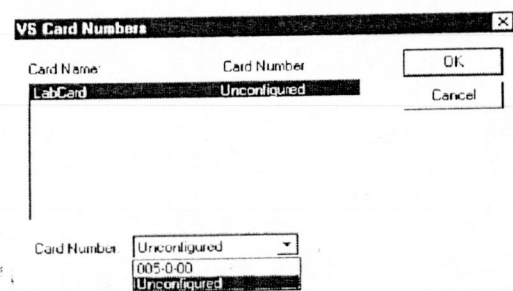 VS Card Numbers
Card Name: Card Number OK
LabCard Unconfigured
Cancel
Card Number: Unconfigured
005-0-00
Unconfigured